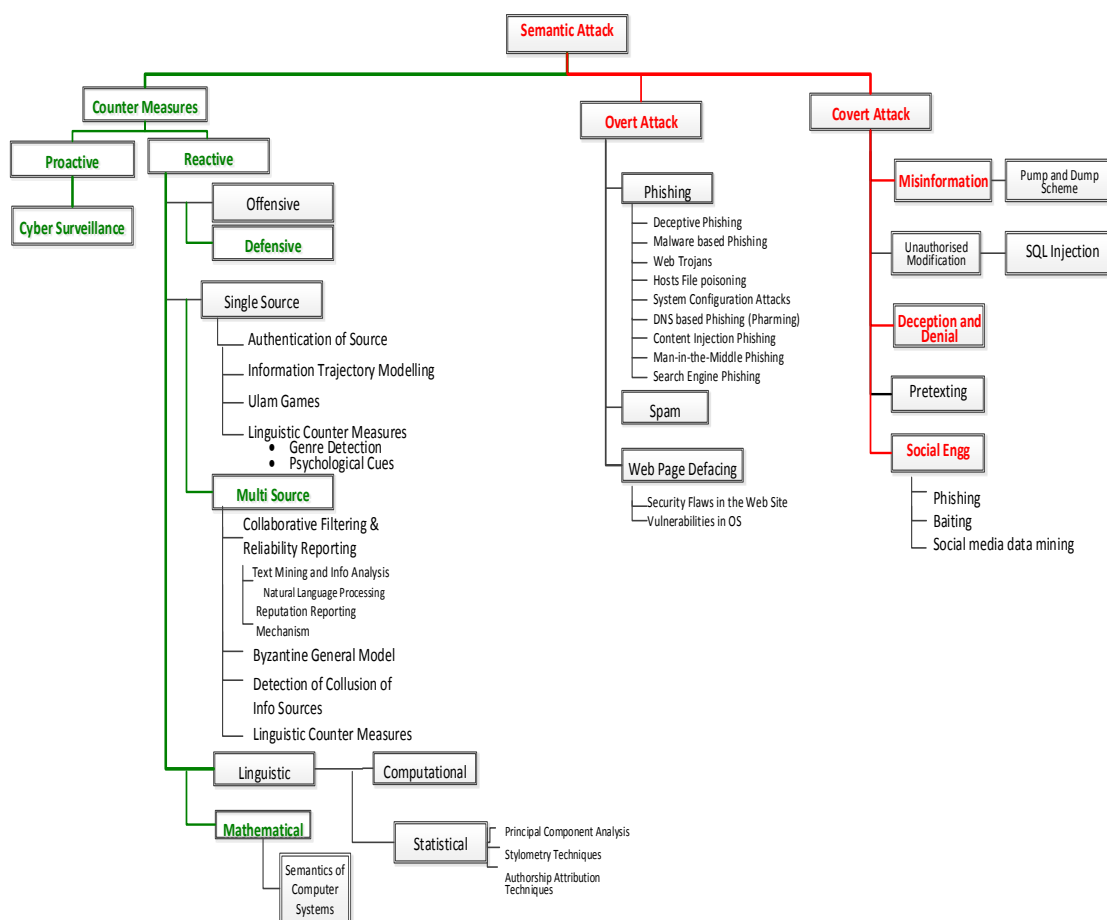 Semantic Attack
Counter Measures
Proactive
Cyber Surveillance
Reactive
Offensive
Defensive
Single Source
Authentication of Source
Information Trajectory Modelling
Ulam Games
Linguistic Counter Measures
• Genre Detection
• Psychological Cues
Multi Source
Collaborative Filtering &
Reliability Reporting
Text Mining and Info Analysis
Natural Language Processing
Reputation Reporting
Mechanism
Byzantine General Model
Detection of Collusion of
Info Sources
Linguistic Counter Measures
Linguistic
Computational
Statistical
Principal Component Analysis
Stylometry Techniques
Authorship Attribution
Techniques
Mathematical
Semantics of
Computer
Systems
Overt Attack
Phishing
Deceptive Phishing
Malware based Phishing
Web Trojans
Hosts File poisoning
System Configuration Attacks
DNS based Phishing (Pharming)
Content Injection Phishing
Man-in-the-Middle Phishing
Search Engine Phishing
Spam
Web Page Defacing
Security Flaws in the Web Site
Vulnerabilities in OS
Covert Attack
Misinformation
Pump and Dump
Scheme
Unauthorised
Modification
SQL Injection
Deception and
Denial
Pretexting
Social Engg
Phishing
Baiting
Social media data mining